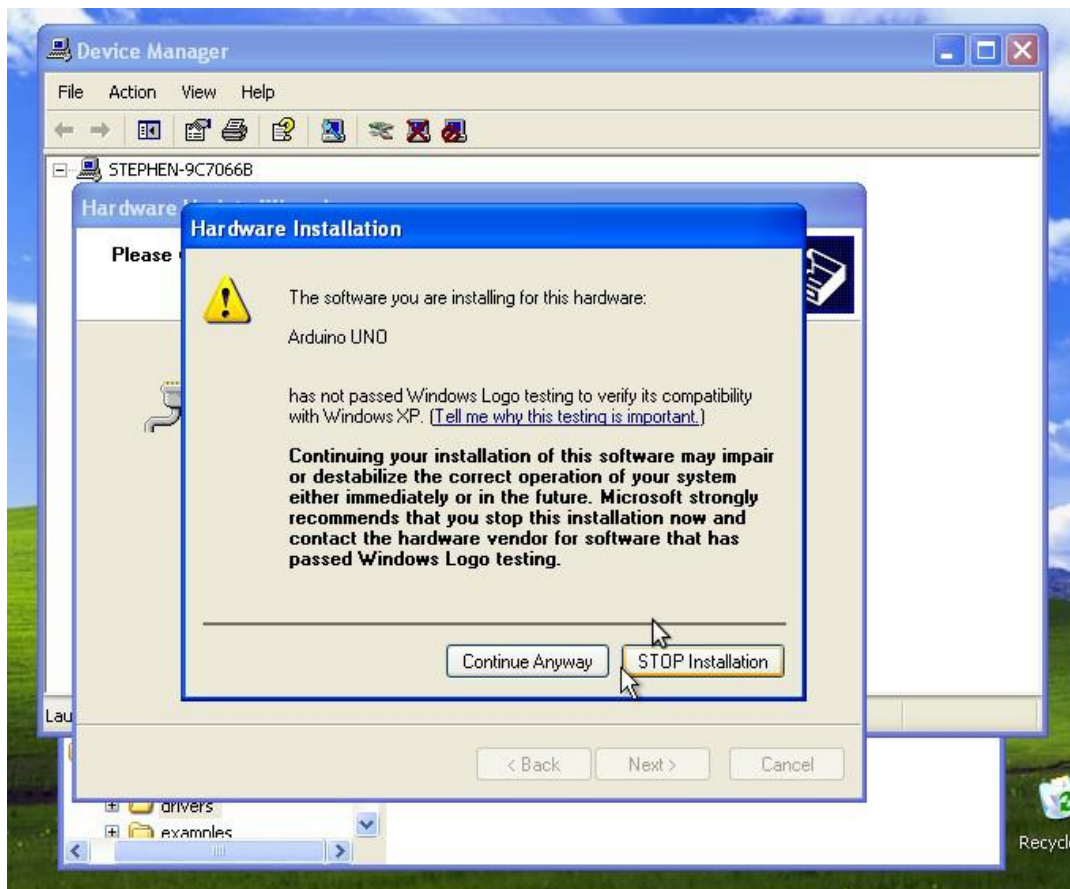 Device Manager
File Action View Help
STEPHEN-9C7066B
Hardware
Please
Hardware Installation
The software you are installing for this hardware:
Arduino UNO
has not passed Windows Logo testing to verify its compatibility
with Windows XP. (Tell me why this testing is important.)
Continuing your installation of this software may impair
or destabilize the correct operation of your system
either immediately or in the future. Microsoft strongly
recommends that you stop this installation now and
contact the hardware vendor for software that has
passed Windows Logo testing.
Continue Anyway STOP Installation
Lau
< Back Next > Cancel
drivers
examples
Recycl